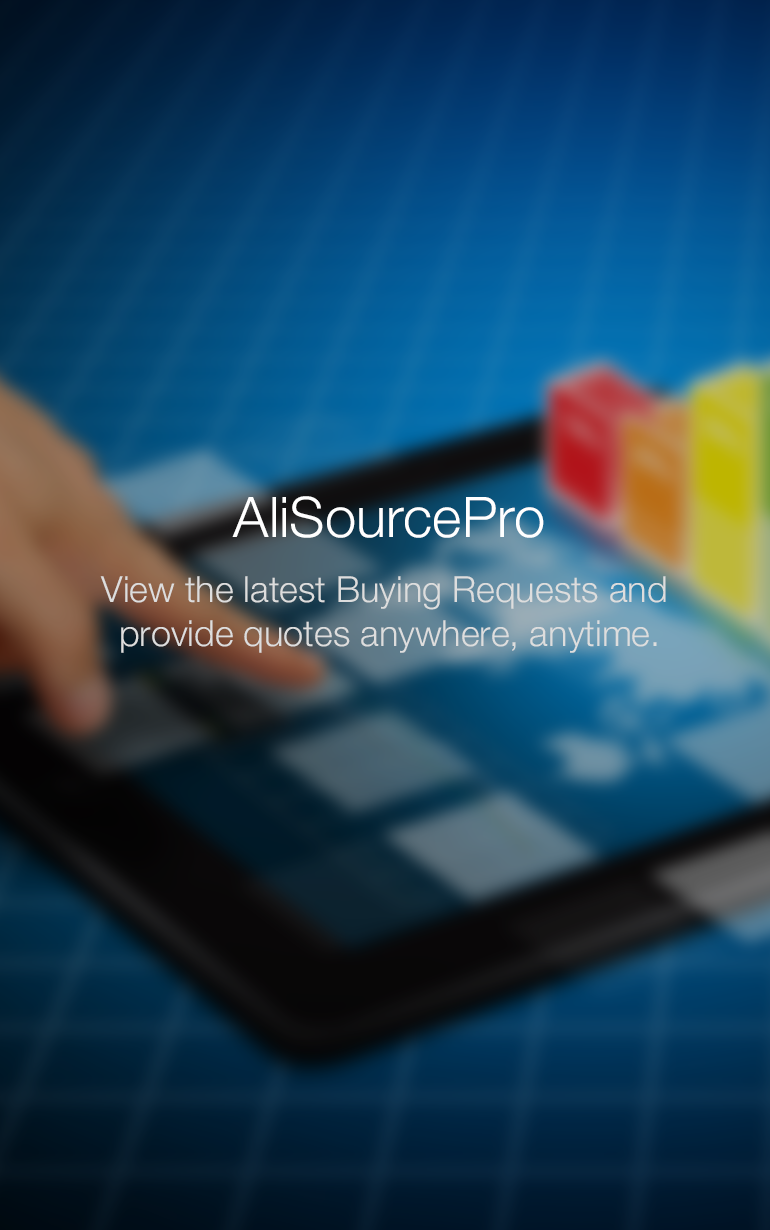 AliSourcePro
View the latest Buying Requests and
provide quotes anywhere, anytime.